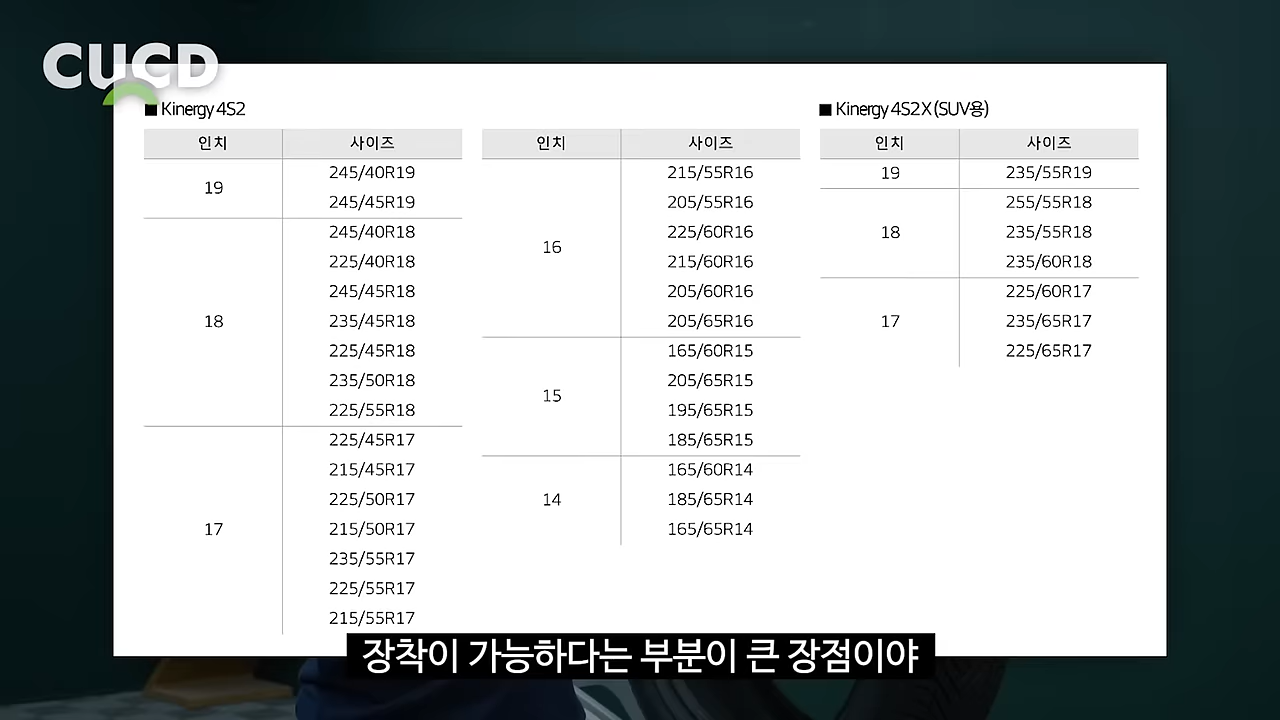 CUCD
■ Kinergy 4S2
인치 사이즈
19 245/40R19
245/45R19
18 245/40R18
225/40R18
245/45R18
235/45R18
225/45R18
235/50R18
225/55R18
17 225/45R17
215/45R17
225/50R17
215/50R17
235/55R17
225/55R17
215/55R17
인치 사이즈
16 215/55R16
205/55R16
225/60R16
215/60R16
205/60R16
205/65R16
15 165/60R15
205/65R15
195/65R15
185/65R15
14 165/60R14
185/65R14
165/65R14
■ Kinergy 4S2 X (SUV용)
인치 사이즈
19 235/55R19
18 255/55R18
235/55R18
235/60R18
17 225/60R17
235/65R17
225/65R17
장착이 가능하다는 부분이 큰 장점이야